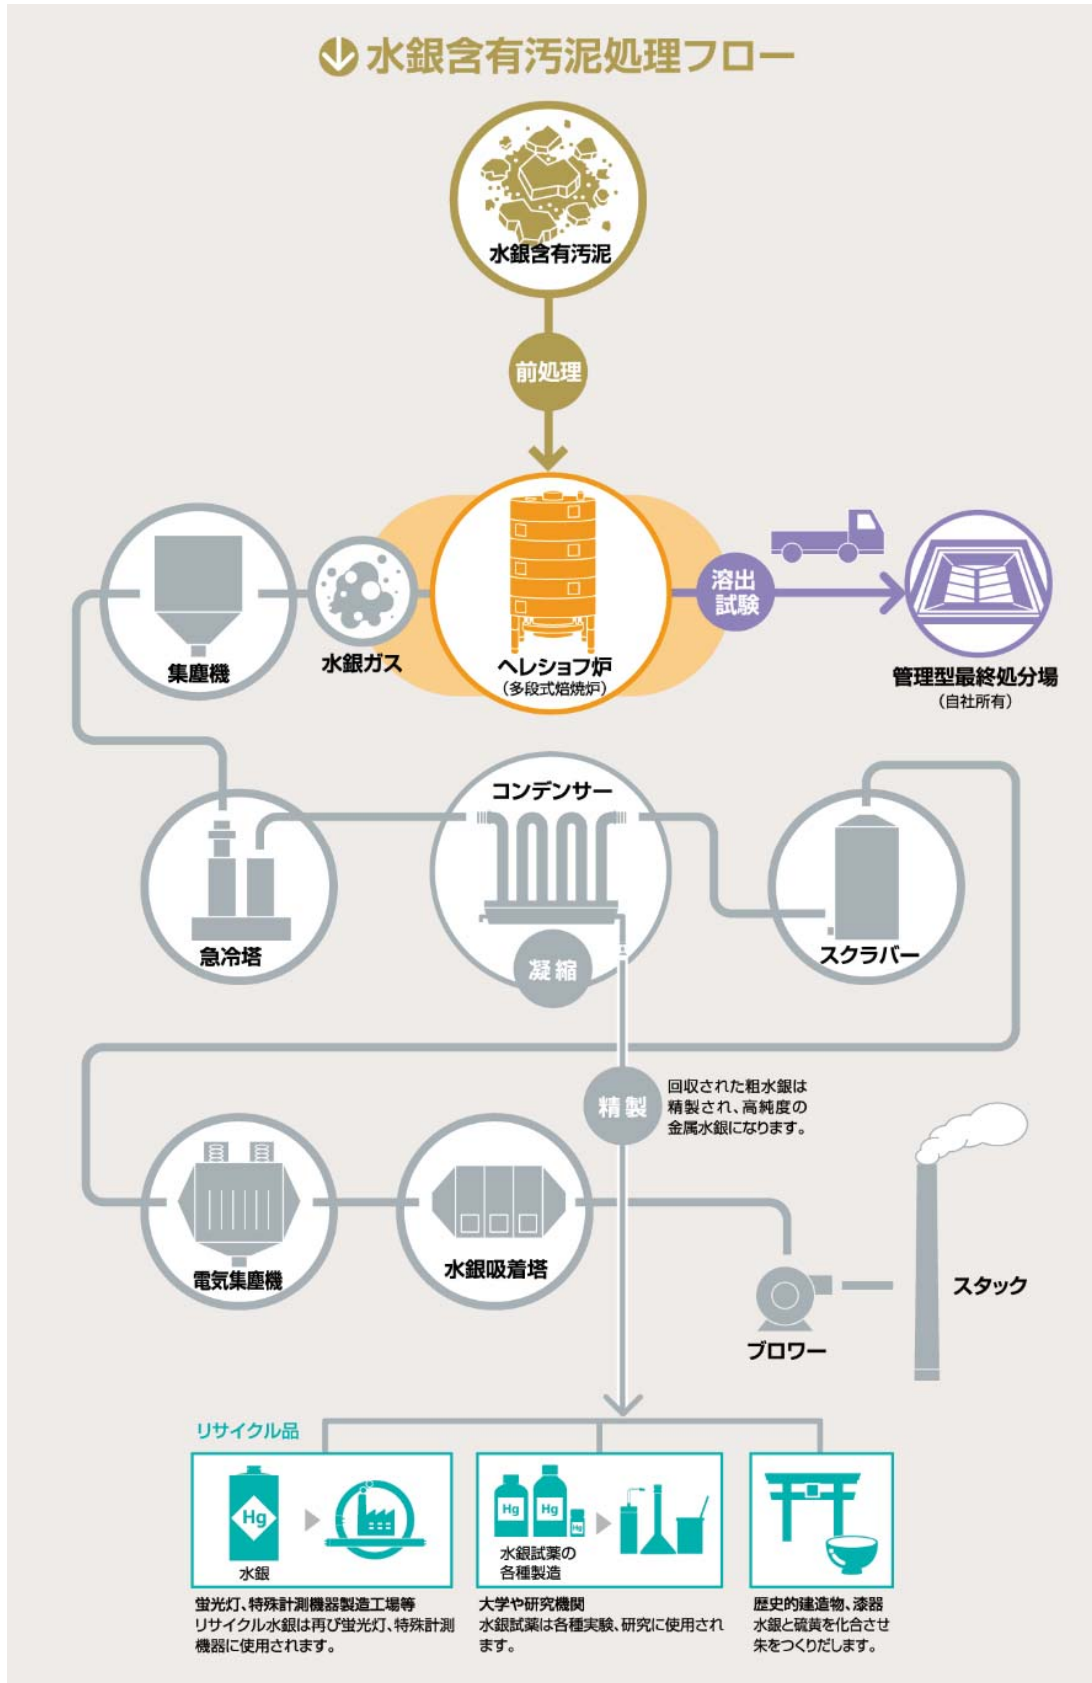 水銀含有汚泥処理フロー
水銀含有汚泥
前処理
集塵機
水銀ガス
ヘレショフ炉
(多段式焙焼炉)
溶出
試験
管理型最終処分場
(自社所有)
急冷塔
コンデンサー
凝縮
スクラバー
精製
回収された粗水銀は
精製され、高純度の
金属水銀になります。
電気集塵機
水銀吸着塔
ブロワー
スタック
リサイクル品
Hg
水銀
Hg
Hg
Hg
水銀試薬の
各種製造
蛍光灯、特殊計測機器製造工場等
リサイクル水銀は再び蛍光灯、特殊計測
機器に使用されます。
大学や研究機関
水銀試薬は各種実験、研究に使用され
ます。
歴史的建造物、漆器
水銀と硫黄を化合させ
朱をつくりだします。